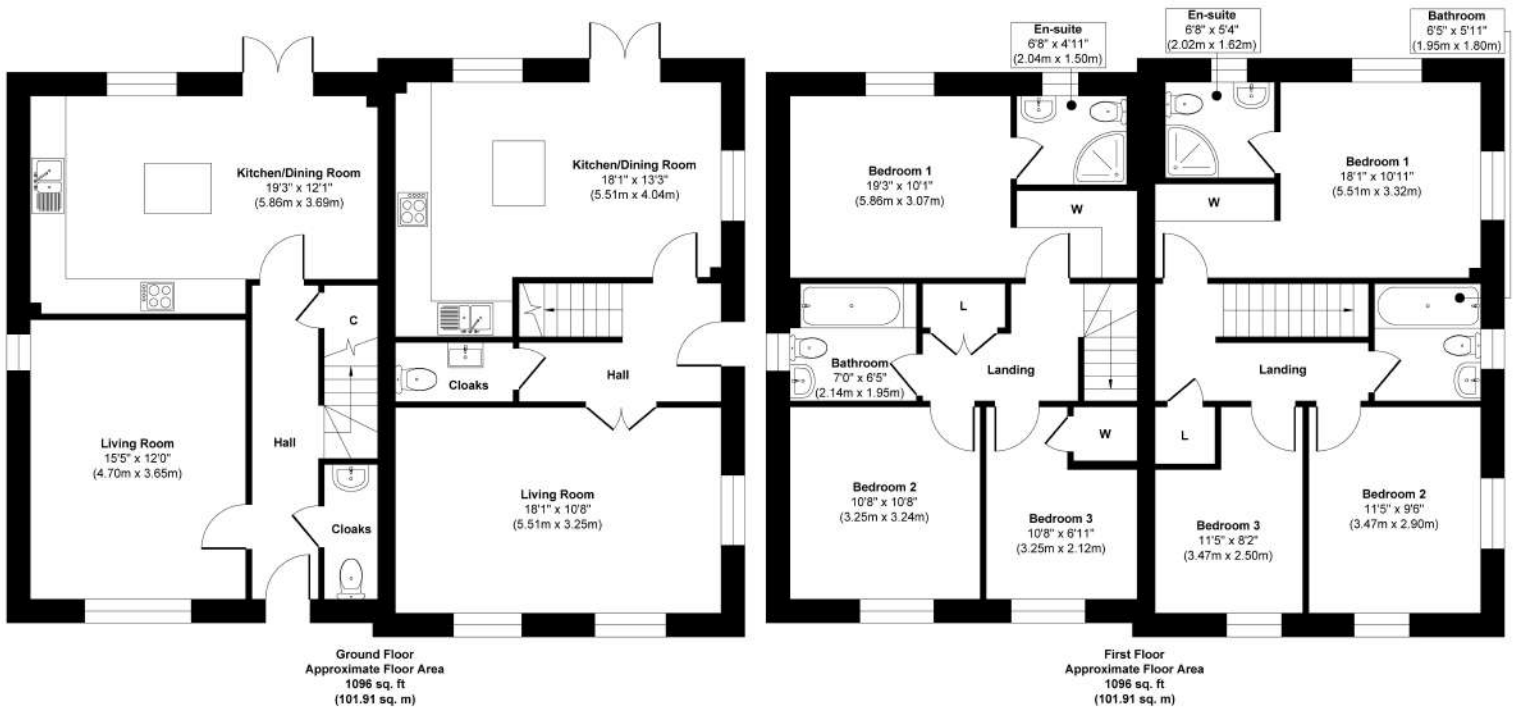 Kitchen/Dining Room
19'3" x 12'1"
(5.86m x 3.69m)
C
Living Room
15'5" x 12'0"
(4.70m x 3.65m)
Hall
Cloaks
Kitchen/Dining Room
18'1" x 13'3"
(5.51m x 4.04m)
Cloaks
Hall
Living Room
18'1" x 10'8"
(5.51m x 3.25m)
Ground Floor
Approximate Floor Area
1096 sq. ft
(101.91 sq. m)
En-suite
6'8" x 4'11"
(2.04m x 1.50m)
Bedroom 1
19'3" x 10'1"
(5.86m x 3.07m)
W
L
Bathroom
7'0" x 6'5"
(2.14m x 1.95m)
Landing
W
Bedroom 2
10'8" x 10'8"
(3.25m x 3.24m)
Bedroom 3
10'8" x 6'11"
(3.25m x 2.12m)
En-suite
6'8" x 5'4"
(2.02m x 1.62m)
Bathroom
6'5" x 5'11"
(1.95m x 1.80m)
Bedroom 1
18'1" x 10'11"
(5.51m x 3.32m)
W
Landing
L
Bedroom 3
11'5" x 8'2"
(3.47m x 2.50m)
Bedroom 2
11'5" x 9'6"
(3.47m x 2.90m)
First Floor
Approximate Floor Area
1096 sq. ft
(101.91 sq. m)